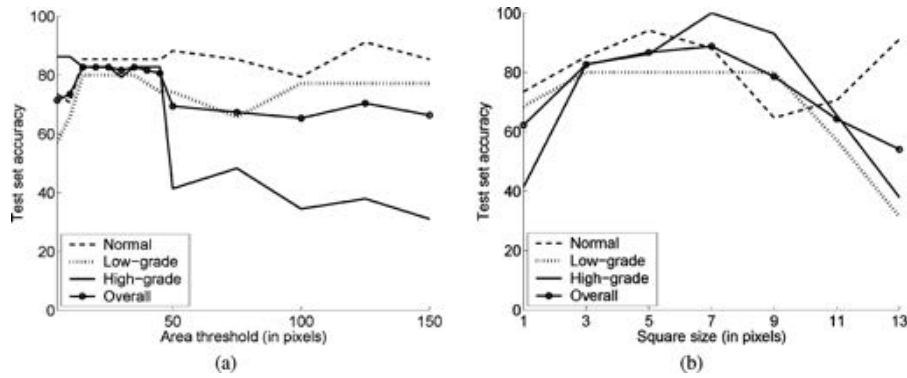 100
80
60
40
20
0
Test set accuracy
Normal
Low-grade
High-grade
Overall
50 100 150
Area threshold (in pixels)
(a)
100
80
60
40
20
0
Test set accuracy
Normal
Low-grade
High-grade
Overall
1 3 5 7 9 11 13
Square size (in pixels)
(b)